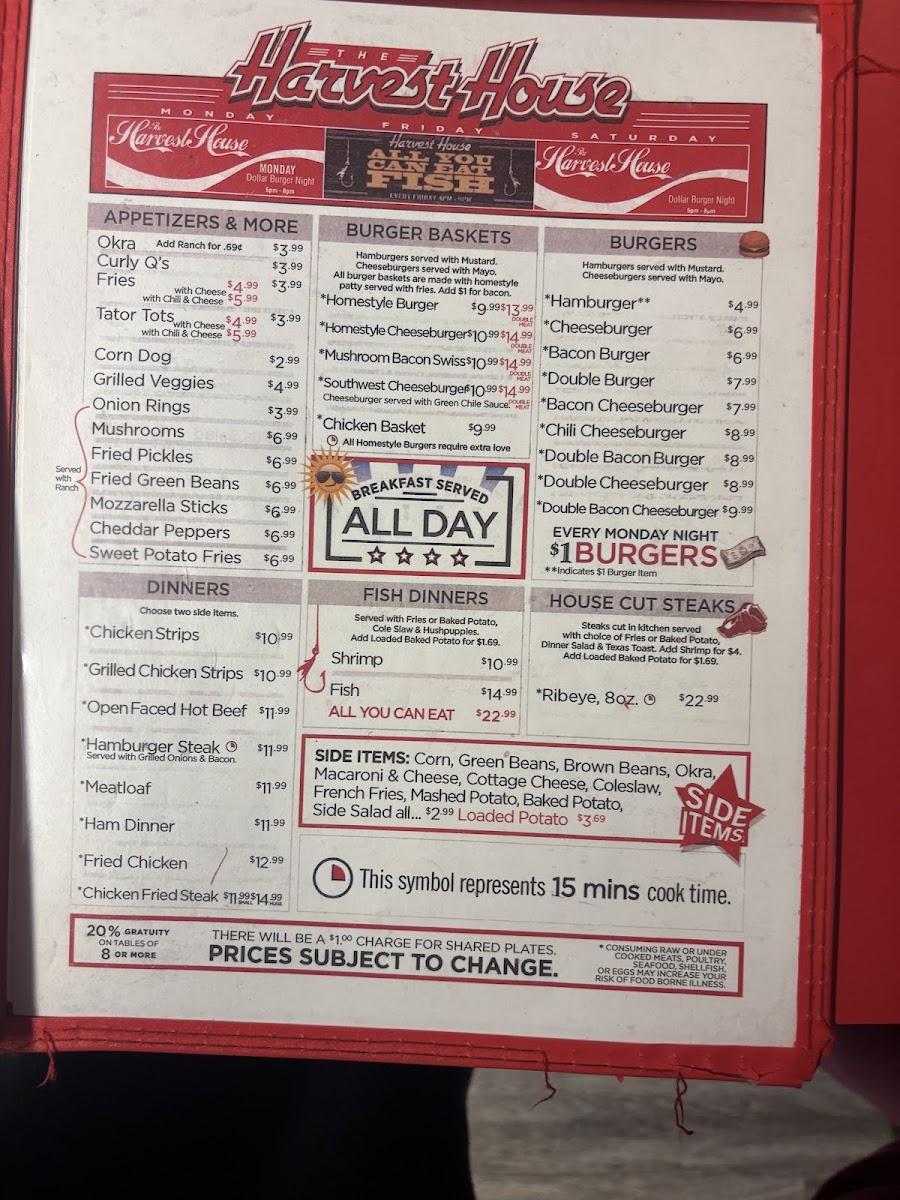 THE
Harvest House
MONDAY
FRIDAY
SATURDAY
The Harvest House
MONDAY
Dollar Burger Night
5pm - 8pm
Harvest House
ALL YOU
CAN EAT
FISH
EVERY FRIDAY 4PM - 9PM
The Harvest House
Dollar Burger Night
5pm - 8pm
APPETIZERS & MORE
Okra Add Ranch for .69¢ $3.99
Curly Q's $3.99
Fries $3.99
with Cheese $4.99
with Chili & Cheese $5.99
Tator Tots $3.99
with Cheese $4.99
with Chili & Cheese $5.99
Corn Dog $2.99
Grilled Veggies $4.99
Onion Rings $3.99
Mushrooms $6.99
Fried Pickles $6.99
Fried Green Beans $6.99
Mozzarella Sticks $6.99
Cheddar Peppers $6.99
Sweet Potato Fries $6.99
Served
with
Ranch
BURGER BASKETS
Hamburgers served with Mustard.
Cheeseburgers served with Mayo.
All burger baskets are made with homestyle
patty served with fries. Add $1 for bacon.
*Homestyle Burger $9.99 $13.99
DOUBLE
MEAT
*Homestyle Cheeseburger $10.99 $14.99
DOUBLE
MEAT
*Mushroom Bacon Swiss $10.99 $14.99
DOUBLE
MEAT
*Southwest Cheeseburger $10.99 $14.99
Cheeseburger served with Green Chile Sauce.
DOUBLE
MEAT
*Chicken Basket $9.99
All Homestyle Burgers require extra love
BREAKFAST SERVED
ALL DAY
BURGERS
Hamburgers served with Mustard.
Cheeseburgers served with Mayo.
*Hamburger** $4.99
*Cheeseburger $6.99
*Bacon Burger $6.99
*Double Burger $7.99
*Bacon Cheeseburger $7.99
*Chili Cheeseburger $8.99
*Double Bacon Burger $8.99
*Double Cheeseburger $8.99
*Double Bacon Cheeseburger $9.99
EVERY MONDAY NIGHT
$1 BURGERS
**Indicates $1 Burger Item
DINNERS
Choose two side items.
*Chicken Strips $10.99
*Grilled Chicken Strips $10.99
*Open Faced Hot Beef $11.99
*Hamburger Steak $11.99
Served with Grilled Onions & Bacon.
*Meatloaf $11.99
*Ham Dinner $11.99
*Fried Chicken $12.99
*Chicken Fried Steak $11.99 SMALL $14.99 HUGE
FISH DINNERS
Served with Fries or Baked Potato,
Cole Slaw & Hushpuppies.
Add Loaded Baked Potato for $1.69.
Shrimp $10.99
Fish $14.99
ALL YOU CAN EAT $22.99
HOUSE CUT STEAKS
Steaks cut in kitchen served
with choice of Fries or Baked Potato,
Dinner Salad & Texas Toast. Add Shrimp for $4.
Add Loaded Baked Potato for $1.69.
*Ribeye, 8oz. $22.99
SIDE ITEMS: Corn, Green Beans, Brown Beans, Okra,
Macaroni & Cheese, Cottage Cheese, Coleslaw,
French Fries, Mashed Potato, Baked Potato,
Side Salad all... $2.99 Loaded Potato $3.69
SIDE
ITEMS.
This symbol represents 15 mins cook time.
20% GRATUITY
ON TABLES OF
8 OR MORE
THERE WILL BE A $1.00 CHARGE FOR SHARED PLATES.
PRICES SUBJECT TO CHANGE.
* CONSUMING RAW OR UNDER
COOKED MEATS, POULTRY,
SEAFOOD, SHELLFISH,
OR EGGS MAY INCREASE YOUR
RISK OF FOOD BORNE ILLNESS.